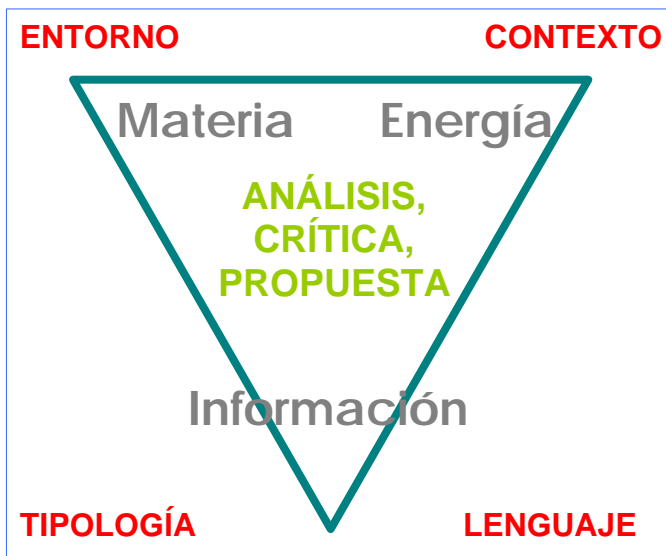 ENTORNO CONTEXTO
Materia Energía
ANÁLISIS,
CRÍTICA,
PROPUESTA
Información
TIPOLOGÍA LENGUAJE